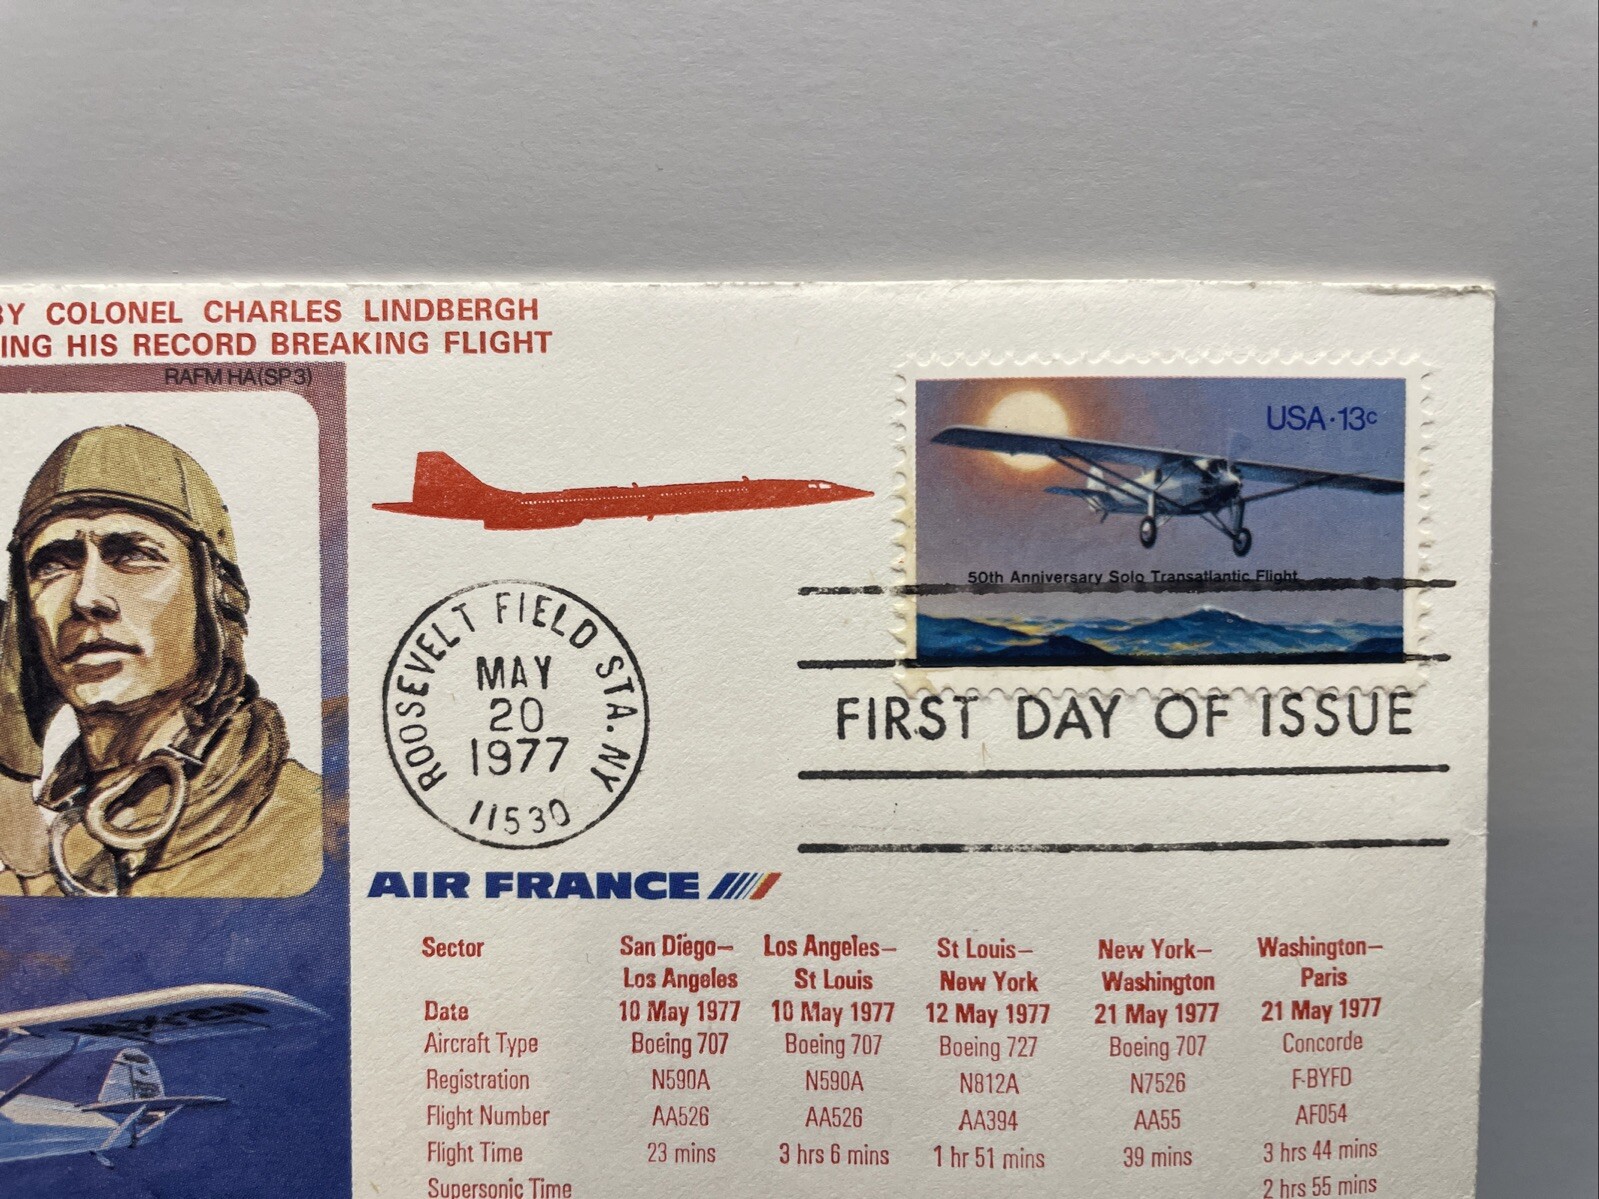 BY COLONEL CHARLES LINDBERGH
ING HIS RECORD BREAKING FLIGHT
RAFM HA(SP3)
USA·13c
50th Anniversary Solo Transatlantic Flight
ROOSEVELT FIELD STA. NY
MAY
20
1977
11530
FIRST DAY OF ISSUE
AIR FRANCE
Sector San Diego– Los Angeles– St Louis– New York– Washington–
Los Angeles St Louis New York Washington Paris
Date 10 May 1977 10 May 1977 12 May 1977 21 May 1977 21 May 1977
Aircraft Type Boeing 707 Boeing 707 Boeing 727 Boeing 707 Concorde
Registration N590A N590A N812A N7526 F-BYFD
Flight Number AA526 AA526 AA394 AA55 AF054
Flight Time 23 mins 3 hrs 6 mins 1 hr 51 mins 39 mins 3 hrs 44 mins
Supersonic Time 2 hrs 55 mins